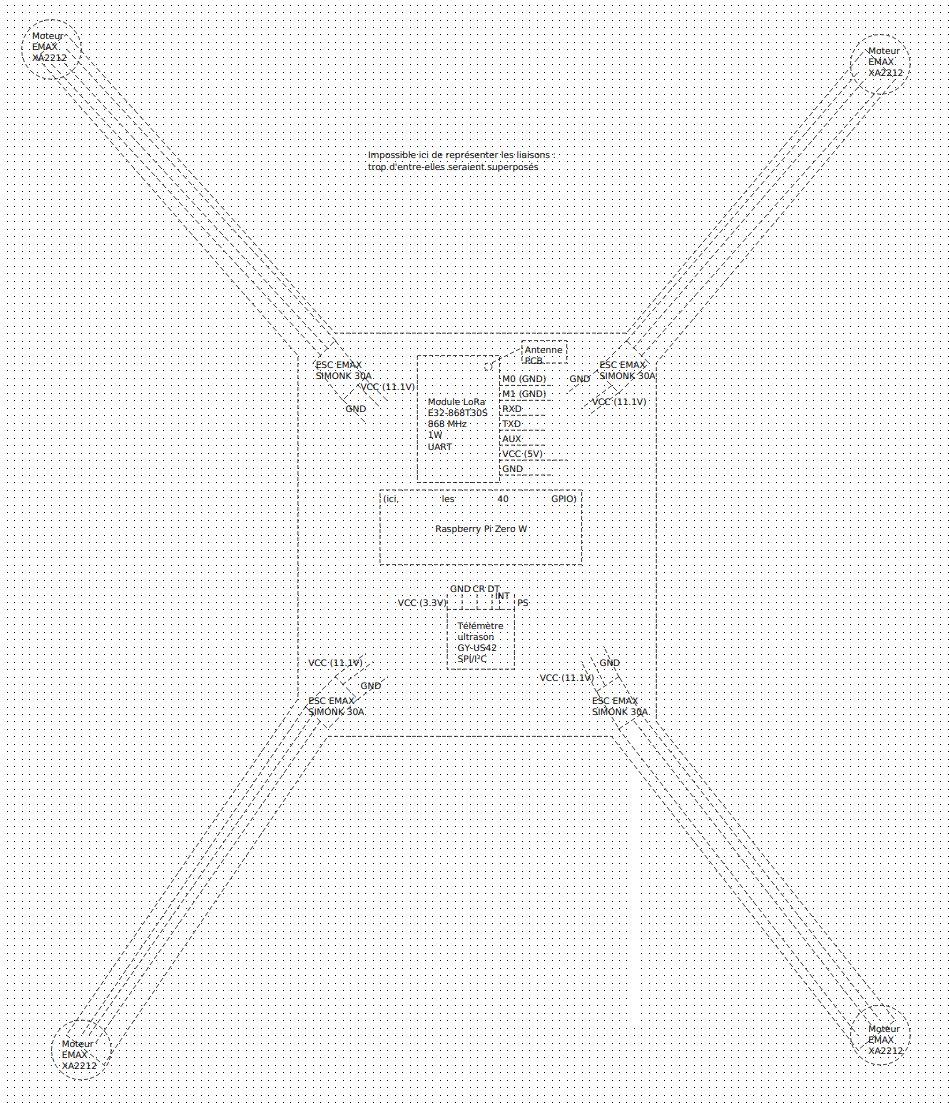 Moteur
EMAX
XA2212
Moteur
EMAX
XA2212
Impossible ici de représenter les liaisons :
trop d'entre-elles seraient superposés
ESC EMAX
SIMONK 30A
VCC (11.1V)
GND
Antenne
PCB
ESC EMAX
SIMONK 30A
GND
VCC (11.1V)
Module LoRa
E32-868T30S
868 MHz
1W
UART
M0 (GND)
M1 (GND)
RXD
TXD
AUX
VCC (5V)
GND
(ici, les 40 GPIO)
Raspberry Pi Zero W
VCC (3.3V)
GND CR DT
INT
PS
Télémètre
ultrason
GY-US42
SPI/I²C
VCC (11.1V)
GND
ESC EMAX
SIMONK 30A
GND
VCC (11.1V)
ESC EMAX
SIMONK 30A
Moteur
EMAX
XA2212
Moteur
EMAX
XA2212